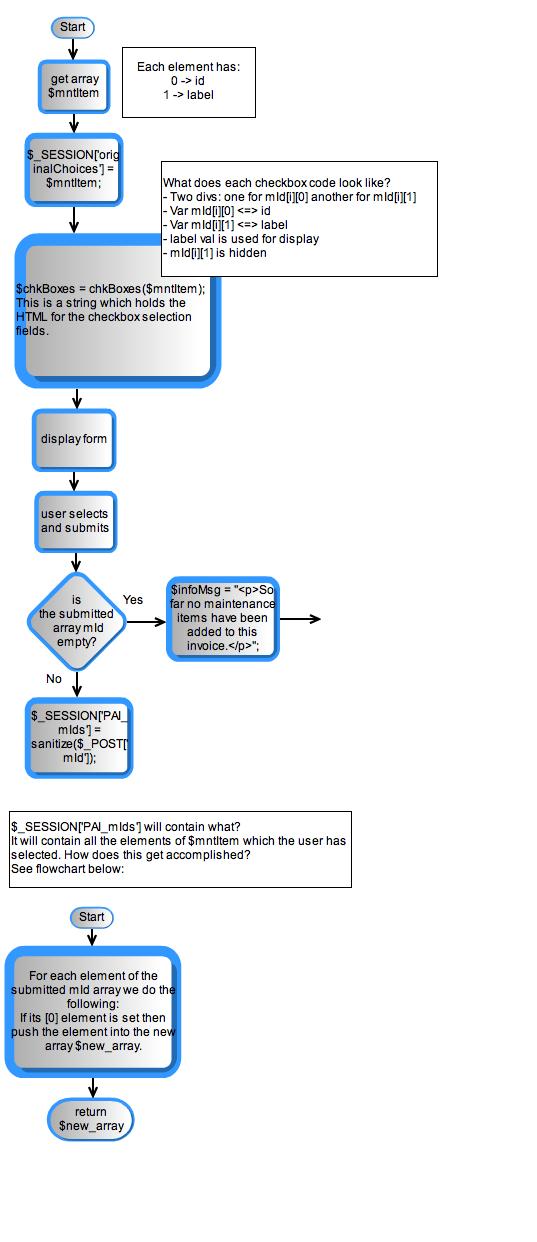 Start
get array
$mntItem
Each element has:
0 -> id
1 -> label
$_SESSION['orig
inalChoices'] =
$mntItem;
What does each checkbox code look like?
- Two divs: one for mId[i][0] another for mId[i][1]
- Var mId[i][0] <=> id
- Var mId[i][1] <=> label
- label val is used for display
- mId[i][1] is hidden
$chkBoxes = chkBoxes($mntItem);
This is a string which holds the
HTML for the checkbox selection
fields.
display form
user selects
and submits
is
the submitted
array mId
empty?
Yes
$infoMsg = "<p>So
far no maintenance
items have been
added to this
invoice.</p>";
No
$_SESSION['PAI_
mIds'] =
sanitize($_POST['
mId']);
$_SESSION['PAI_mIds'] will contain what?
It will contain all the elements of $mntItem which the user has
selected. How does this get accomplished?
See flowchart below:
Start
For each element of the
submitted mId array we do the
following:
If its [0] element is set then
push the element into the new
array $new_array.
return
$new_array